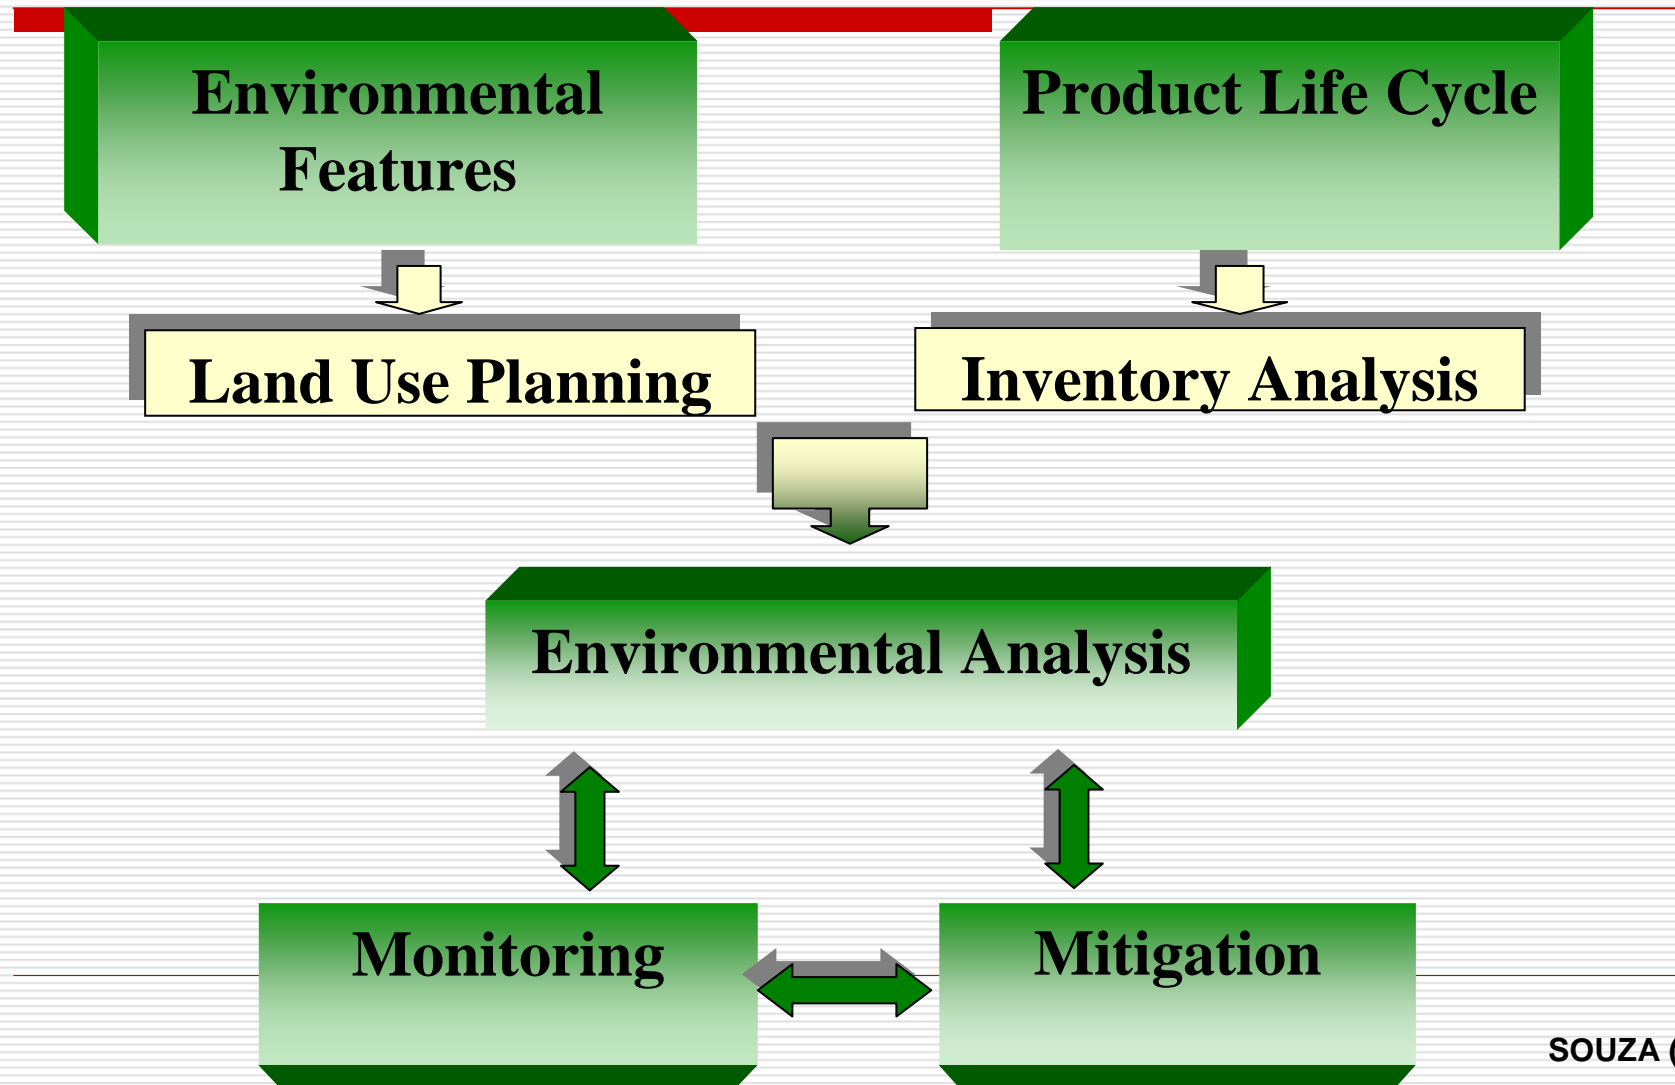 Environmental
Features
Product Life Cycle
Land Use Planning
Inventory Analysis
Environmental Analysis
Monitoring
Mitigation
SOUZA (